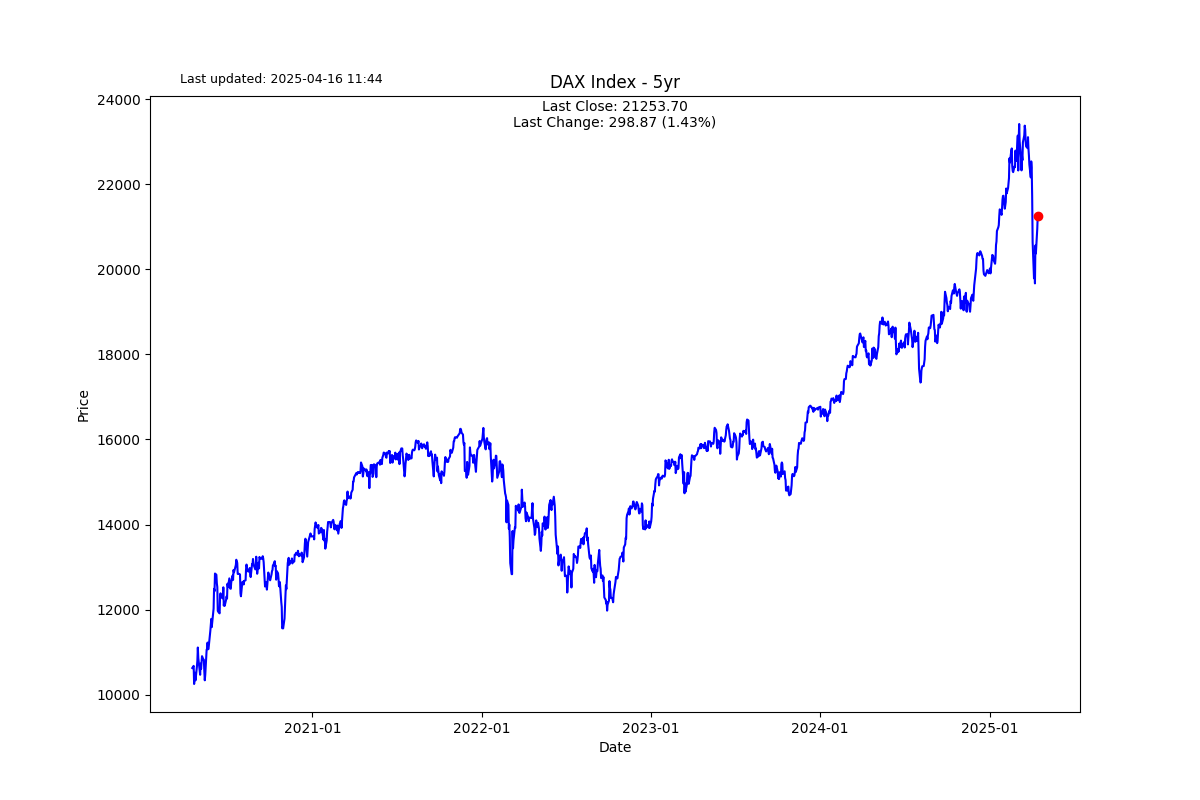 Last updated: 2025-04-16 11:44
DAX Index - 5yr
Last Close: 21253.70
Last Change: 298.87 (1.43%)
24000
22000
20000
18000
16000
14000
12000
10000
Price
2021-01
2022-01
2023-01
2024-01
2025-01
Date